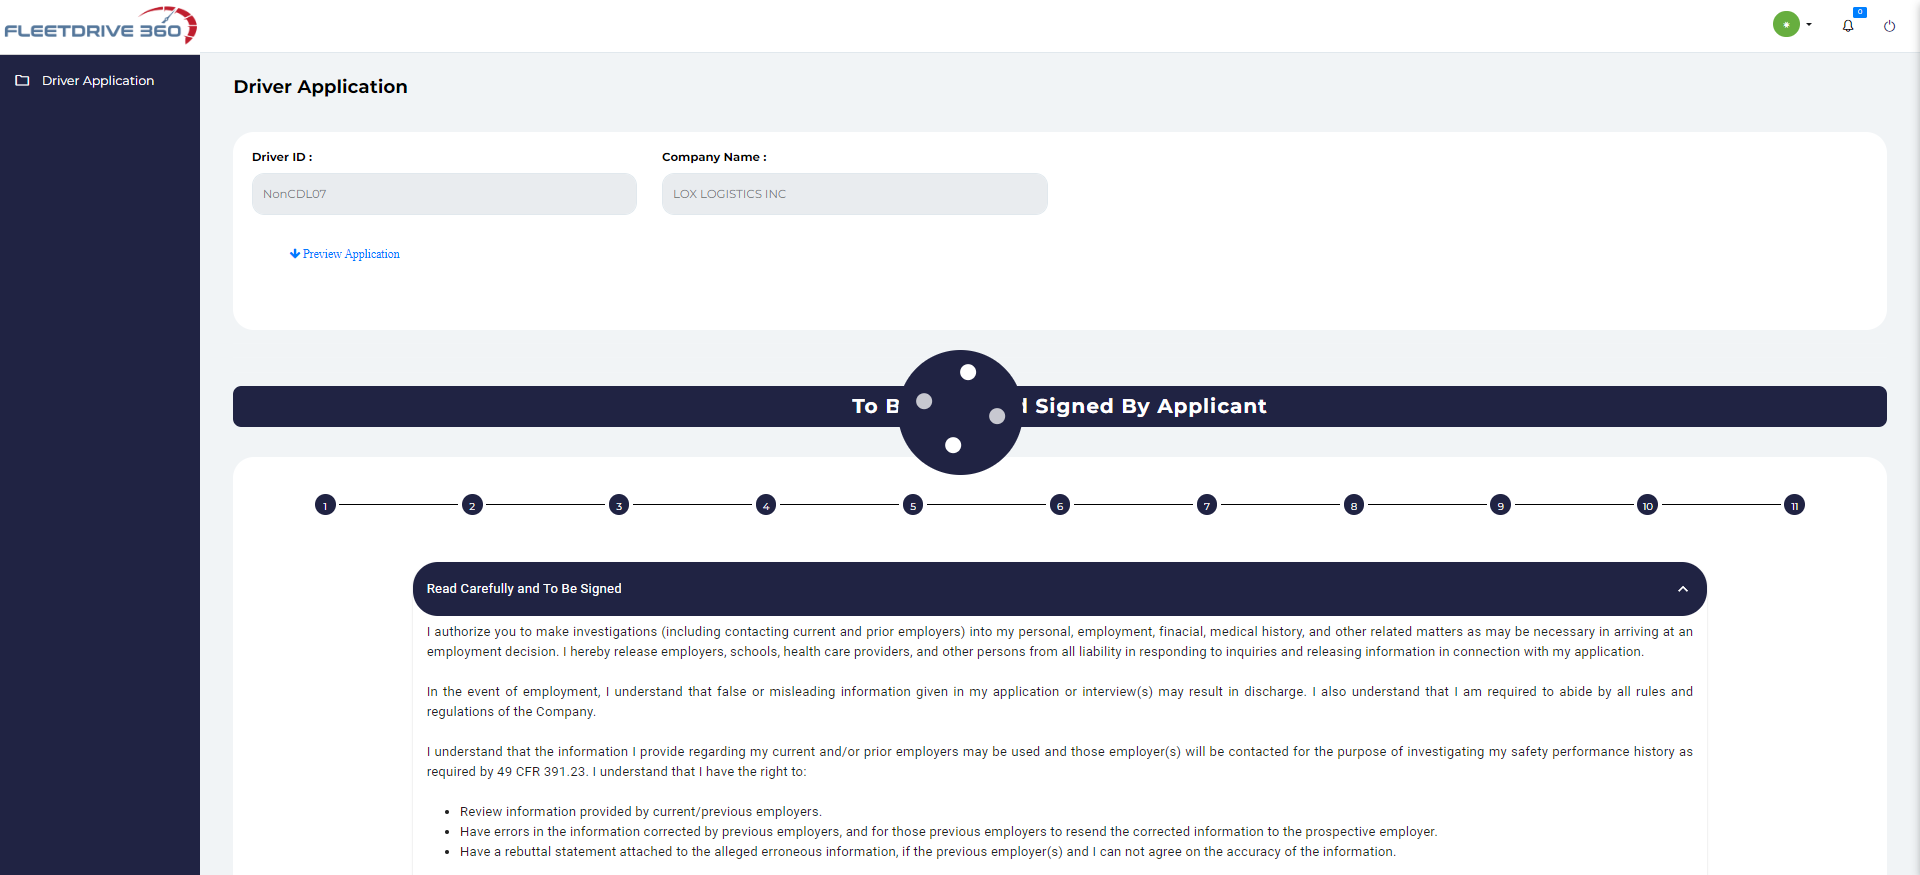 FLEETDRIVE 360
0
Driver Application
Driver Application
Driver ID :
Company Name :
NonCDL07
LOX LOGISTICS INC
Preview Application
To B Signed By Applicant
1 2 3 4 5 6 7 8 9 10 11
Read Carefully and To Be Signed
I authorize you to make investigations (including contacting current and prior employers) into my personal, employment, finacial, medical history, and other related matters as may be necessary in arriving at an
employment decision. I hereby release employers, schools, health care providers, and other persons from all liability in responding to inquiries and releasing information in connection with my application.
In the event of employment, I understand that false or misleading information given in my application or interview(s) may result in discharge. I also understand that I am required to abide by all rules and
regulations of the Company.
I understand that the information I provide regarding my current and/or prior employers may be used and those employer(s) will be contacted for the purpose of investigating my safety performance history as
required by 49 CFR 391.23. I understand that I have the right to:
• Review information provided by current/previous employers.
• Have errors in the information corrected by previous employers, and for those previous employers to resend the corrected information to the prospective employer.
• Have a rebuttal statement attached to the alleged erroneous information, if the previous employer(s) and I can not agree on the accuracy of the information.